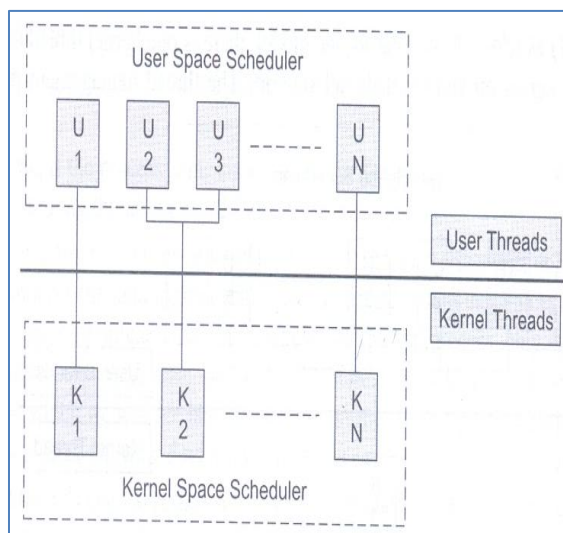 User Space Scheduler
U
1
U
2
U
3
U
N
User Threads
Kernel Threads
K
1
K
2
K
N
Kernel Space Scheduler